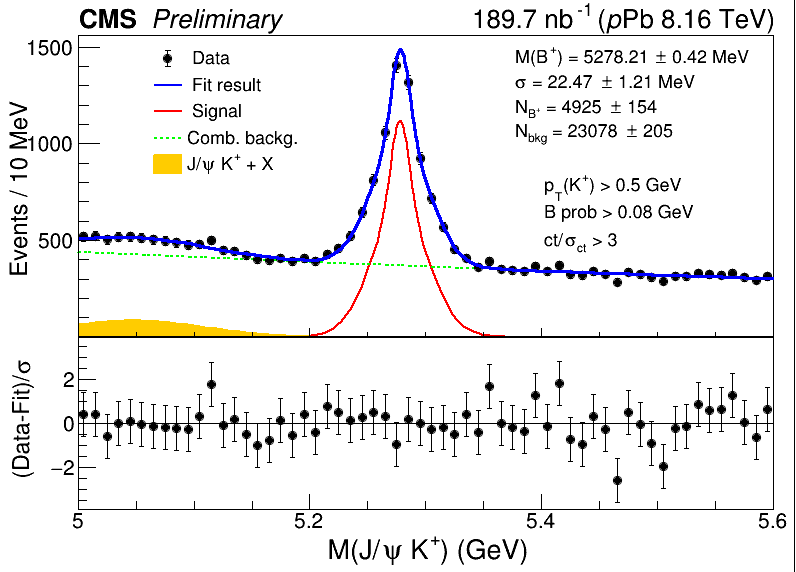 CMS Preliminary 189.7 nb⁻¹ (pPb 8.16 TeV)
1500
1000
500
Events / 10 MeV
Data
Fit result
Signal
Comb. backg.
J/ψ K⁺ + X
M(B⁺) = 5278.21 ± 0.42 MeV
σ = 22.47 ± 1.21 MeV
N_B⁺ = 4925 ± 154
N_bkg = 23078 ± 205
p_T(K⁺) > 0.5 GeV
B prob > 0.08 GeV
ct/σ_ct > 3
(Data-Fit)/σ
2
0
−2
5 5.2 5.4 5.6
M(J/ψ K⁺) (GeV)